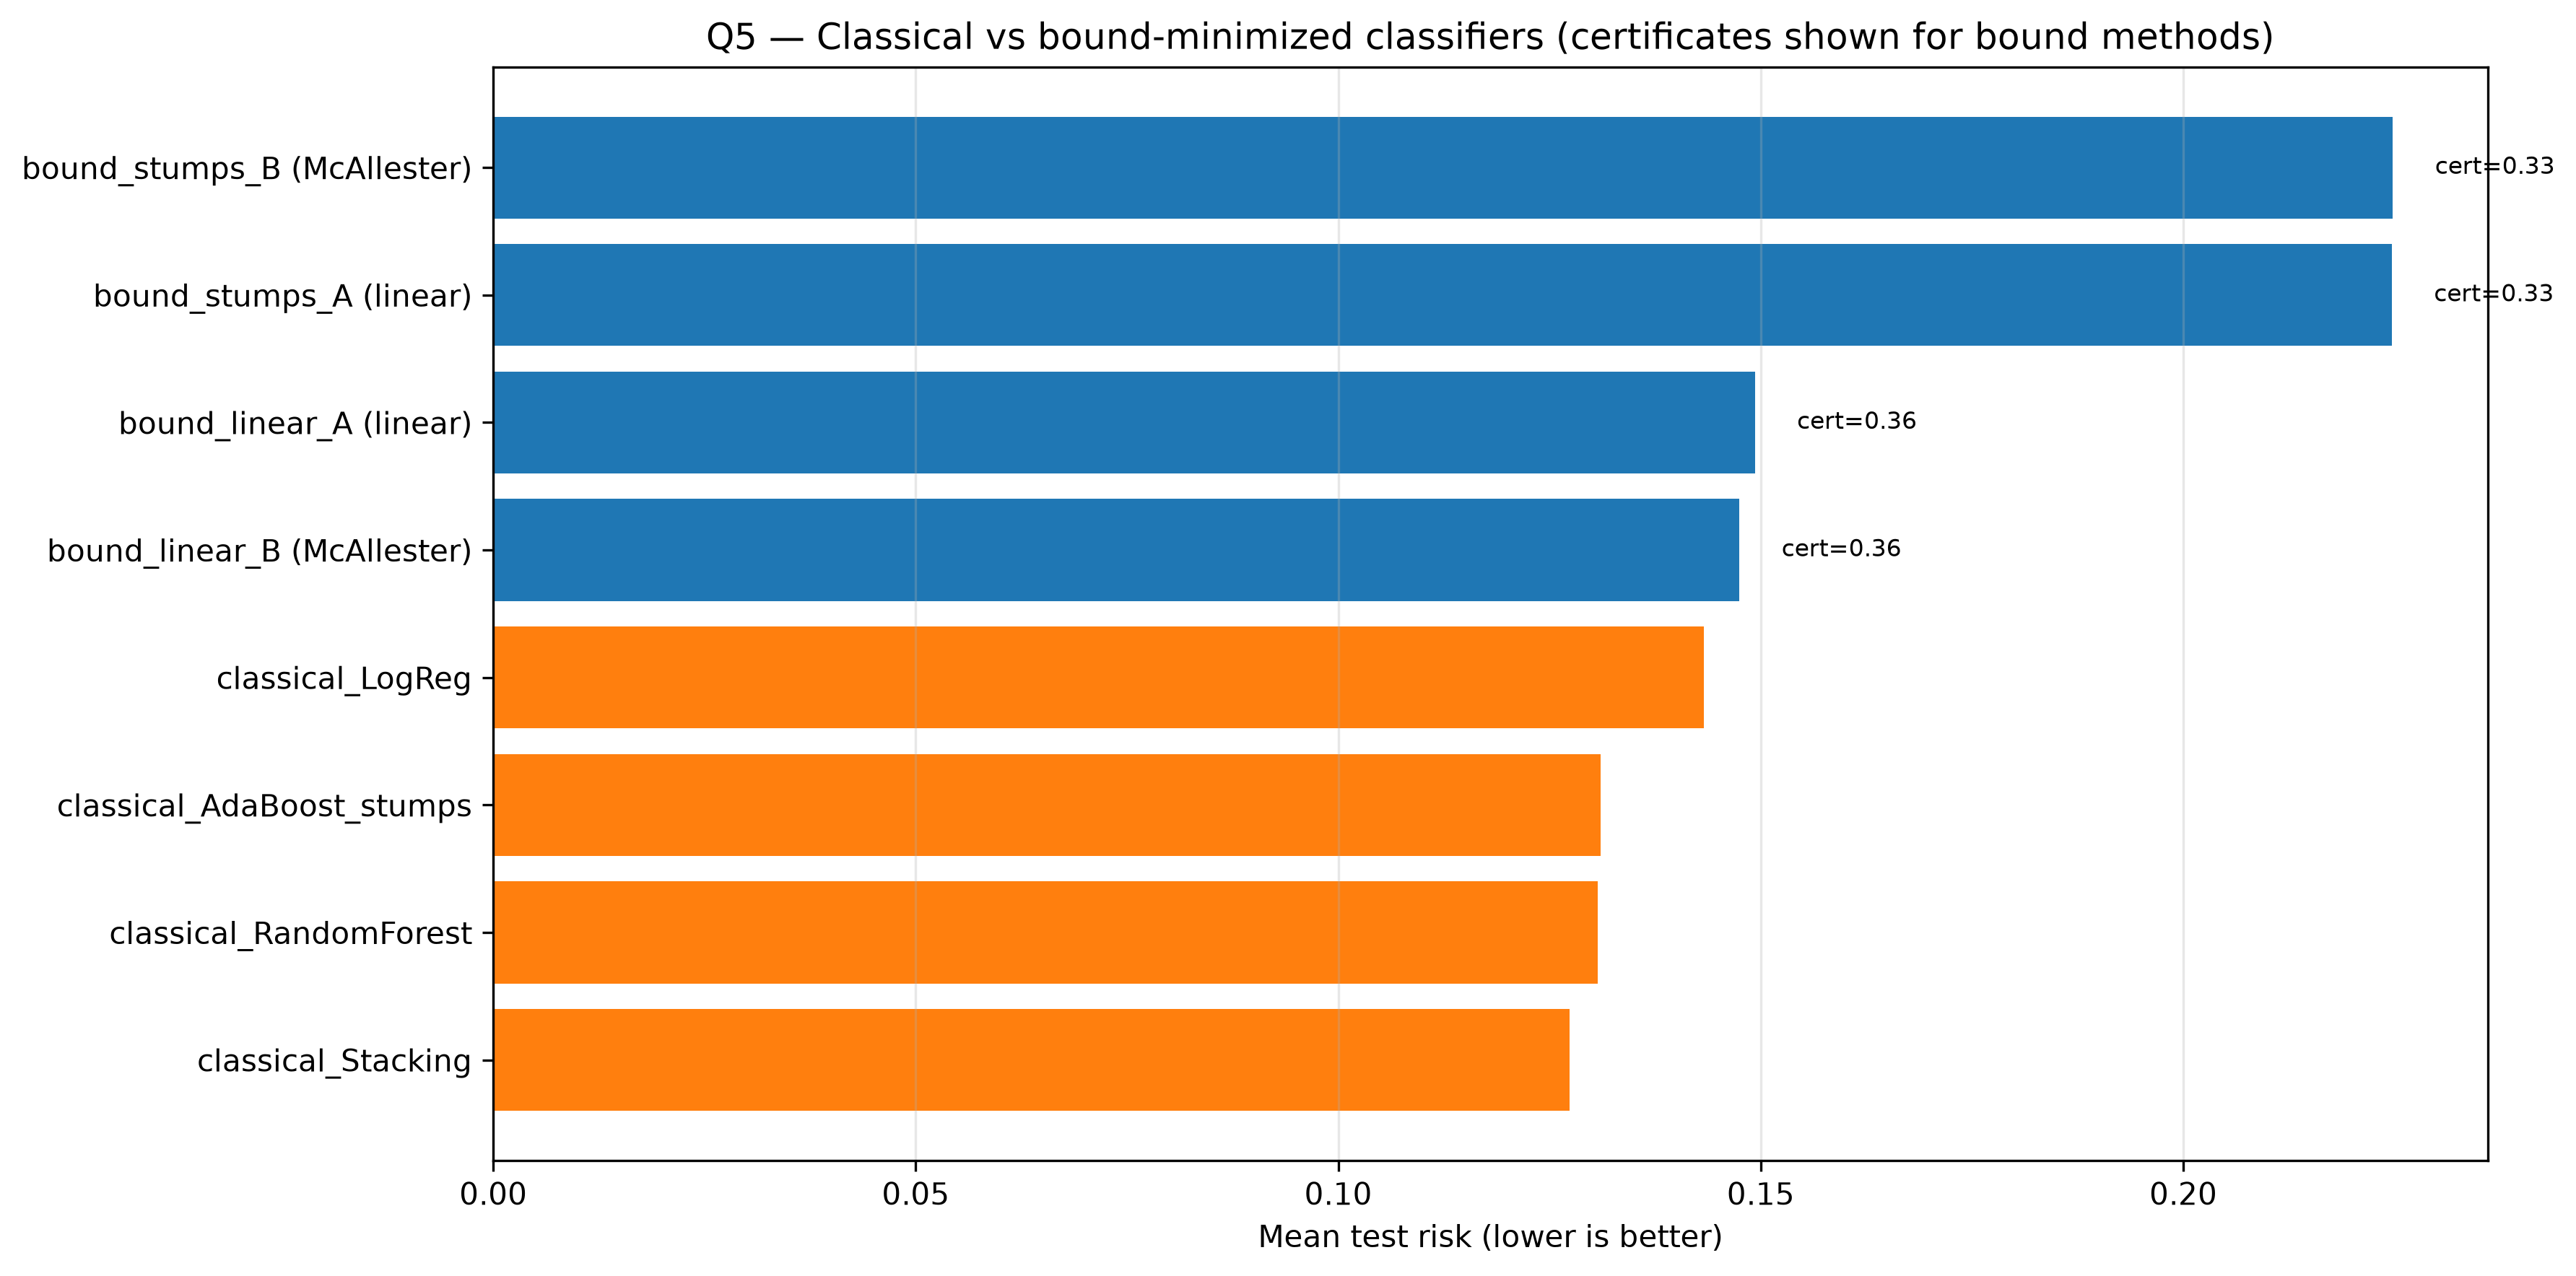 Q5 — Classical vs bound-minimized classifiers (certificates shown for bound methods)
bound_stumps_B (McAllester)
cert=0.33
bound_stumps_A (linear)
cert=0.33
bound_linear_A (linear)
cert=0.36
bound_linear_B (McAllester)
cert=0.36
classical_LogReg
classical_AdaBoost_stumps
classical_RandomForest
classical_Stacking
0.00 0.05 0.10 0.15 0.20
Mean test risk (lower is better)